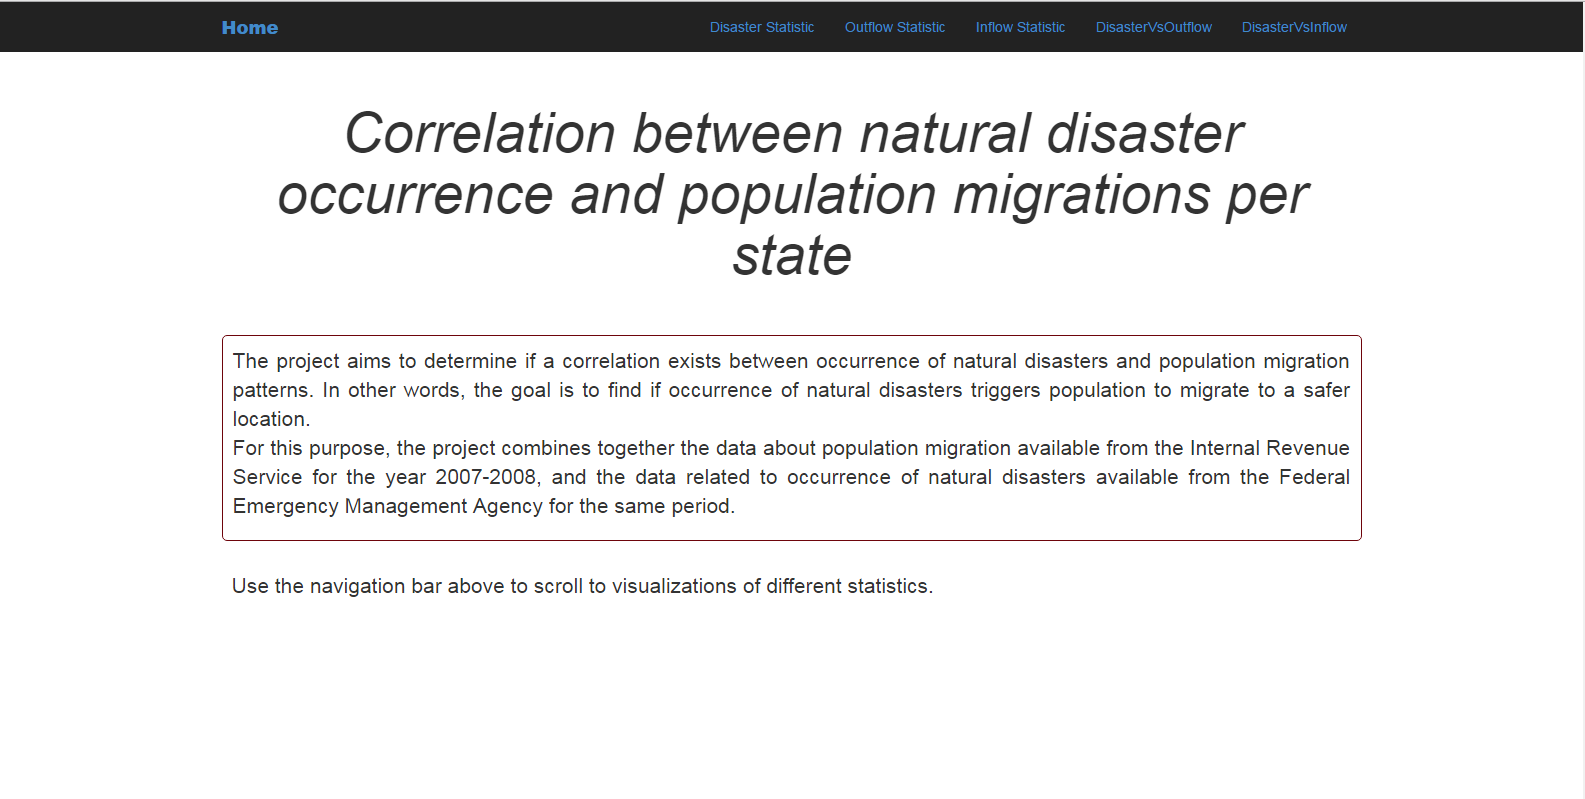 Home
Disaster Statistic
Outflow Statistic
Inflow Statistic
DisasterVsOutflow
DisasterVsInflow
Correlation between natural disaster
occurrence and population migrations per
state
The project aims to determine if a correlation exists between occurrence of natural disasters and population migration
patterns. In other words, the goal is to find if occurrence of natural disasters triggers population to migrate to a safer
location.
For this purpose, the project combines together the data about population migration available from the Internal Revenue
Service for the year 2007-2008, and the data related to occurrence of natural disasters available from the Federal
Emergency Management Agency for the same period.
Use the navigation bar above to scroll to visualizations of different statistics.